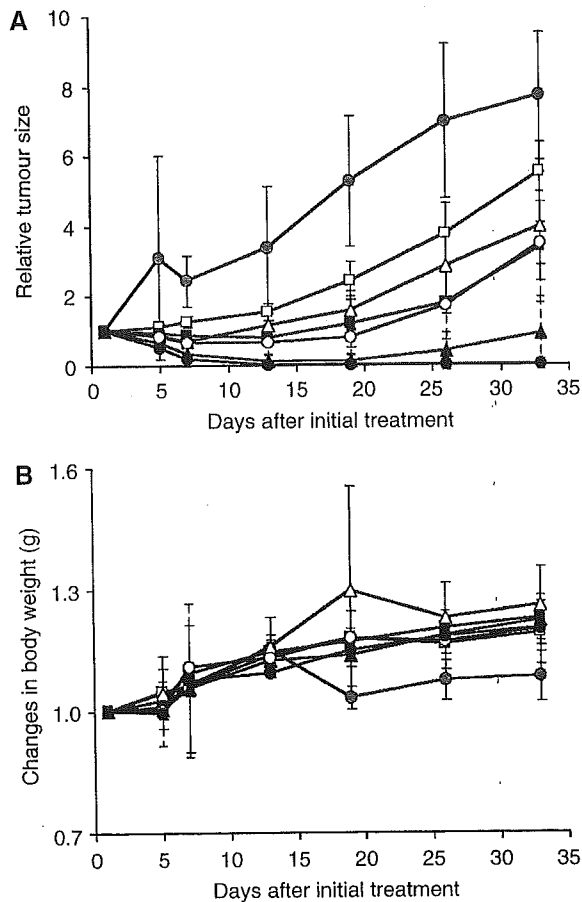 A
10
8
6
4
2
0
Relative tumour size
0 5 10 15 20 25 30 35
Days after initial treatment
B
1.6
1.3
1.0
0.7
Changes in body weight (g)
0 5 10 15 20 25 30 35
Days after initial treatment